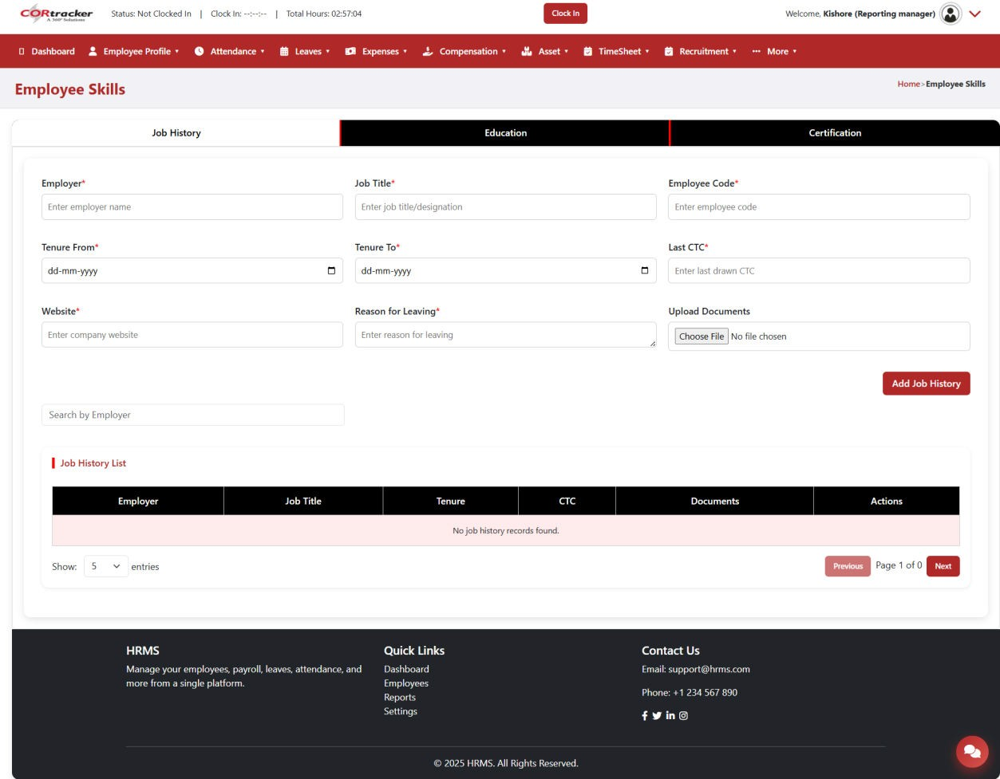 CORtracker
A 360° Solutions
Status: Not Clocked In | Clock In: --:--:-- | Total Hours: 02:57:04
Clock In
Welcome, Kishore (Reporting manager)
Dashboard Employee Profile Attendance Leaves Expenses Compensation Asset TimeSheet Recruitment More
Employee Skills
Home>Employee Skills
Job History Education Certification
Employer* Job Title* Employee Code*
Enter employer name Enter job title/designation Enter employee code
Tenure From* Tenure To* Last CTC*
dd-mm-yyyy dd-mm-yyyy Enter last drawn CTC
Website* Reason for Leaving* Upload Documents
Enter company website Enter reason for leaving Choose File No file chosen
Add Job History
Search by Employer
Job History List
Employer Job Title Tenure CTC Documents Actions
No job history records found.
Show: 5 entries Previous Page 1 of 0 Next
HRMS
Manage your employees, payroll, leaves, attendance, and
more from a single platform.
Quick Links
Dashboard
Employees
Reports
Settings
Contact Us
Email: support@hrms.com
Phone: +1 234 567 890
© 2025 HRMS. All Rights Reserved.